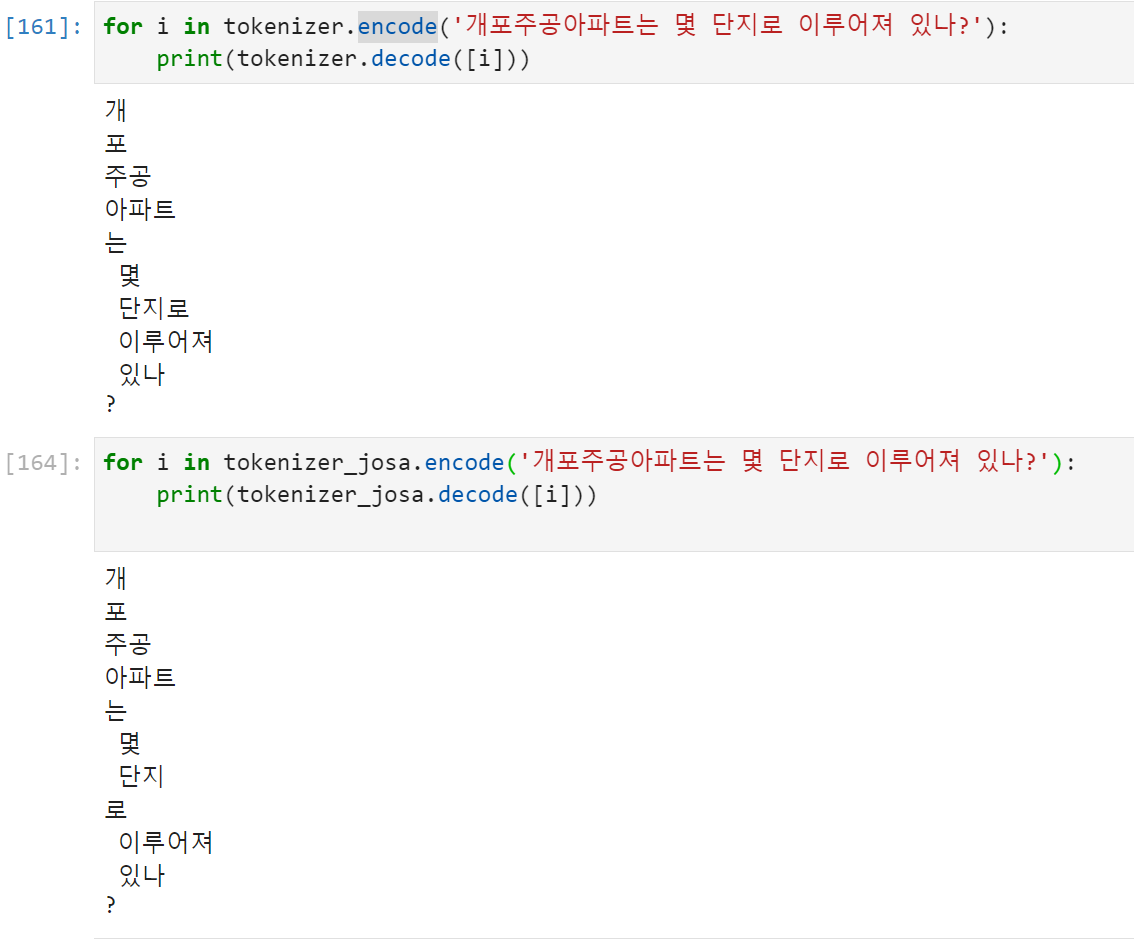 [161]: for i in tokenizer.encode('개포주공아파트는 몇 단지로 이루어져 있나?'):
    print(tokenizer.decode([i]))
개
포
주공
아파트
는
 몇
 단지로
 이루어져
 있나
?
[164]: for i in tokenizer_josa.encode('개포주공아파트는 몇 단지로 이루어져 있나?'):
    print(tokenizer_josa.decode([i]))
개
포
주공
아파트
는
 몇
 단지
로
 이루어져
 있나
?